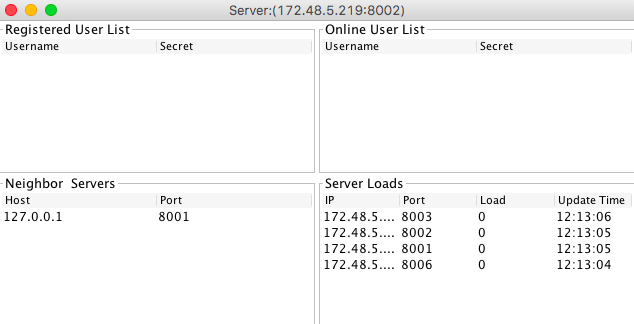 Server:(172.48.5.219:8002)
Registered User List
Username Secret
Online User List
Username Secret
Neighbor Servers
Host Port
127.0.0.1 8001
Server Loads
IP Port Load Update Time
172.48.5.... 8003 0 12:13:06
172.48.5.... 8002 0 12:13:05
172.48.5.... 8001 0 12:13:05
172.48.5.... 8006 0 12:13:04